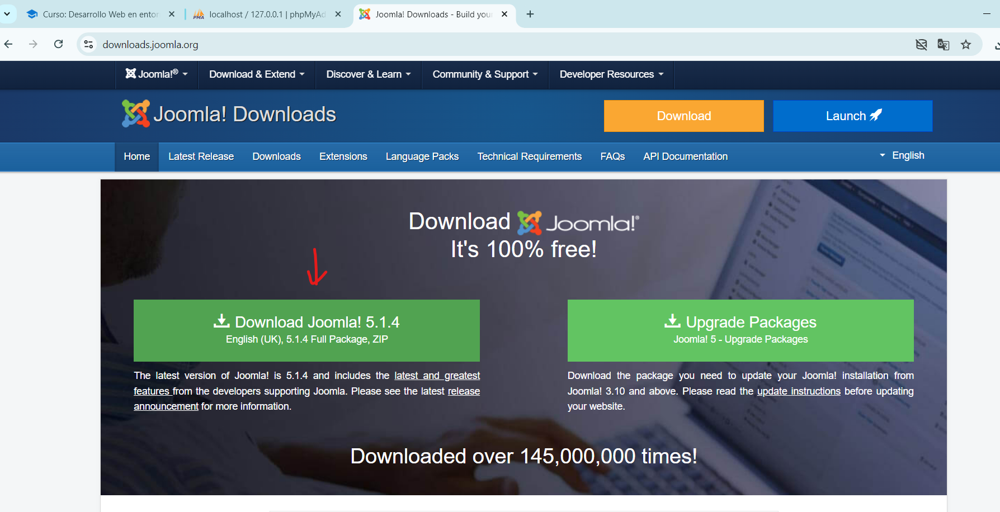 Curso: Desarrollo Web en entor
localhost / 127.0.0.1 | phpMyAd
Joomla! Downloads - Build your
downloads.joomla.org
Joomla!®
Download & Extend
Discover & Learn
Community & Support
Developer Resources
Joomla! Downloads
Download
Launch
Home
Latest Release
Downloads
Extensions
Language Packs
Technical Requirements
FAQs
API Documentation
English
Download Joomla!®
It's 100% free!
Download Joomla! 5.1.4
English (UK), 5.1.4 Full Package, ZIP
The latest version of Joomla! is 5.1.4 and includes the latest and greatest
features from the developers supporting Joomla. Please see the latest release
announcement for more information.
Upgrade Packages
Joomla! 5 - Upgrade Packages
Download the package you need to update your Joomla! installation from
Joomla! 3.10 and above. Please read the update instructions before updating
your website.
Downloaded over 145,000,000 times!